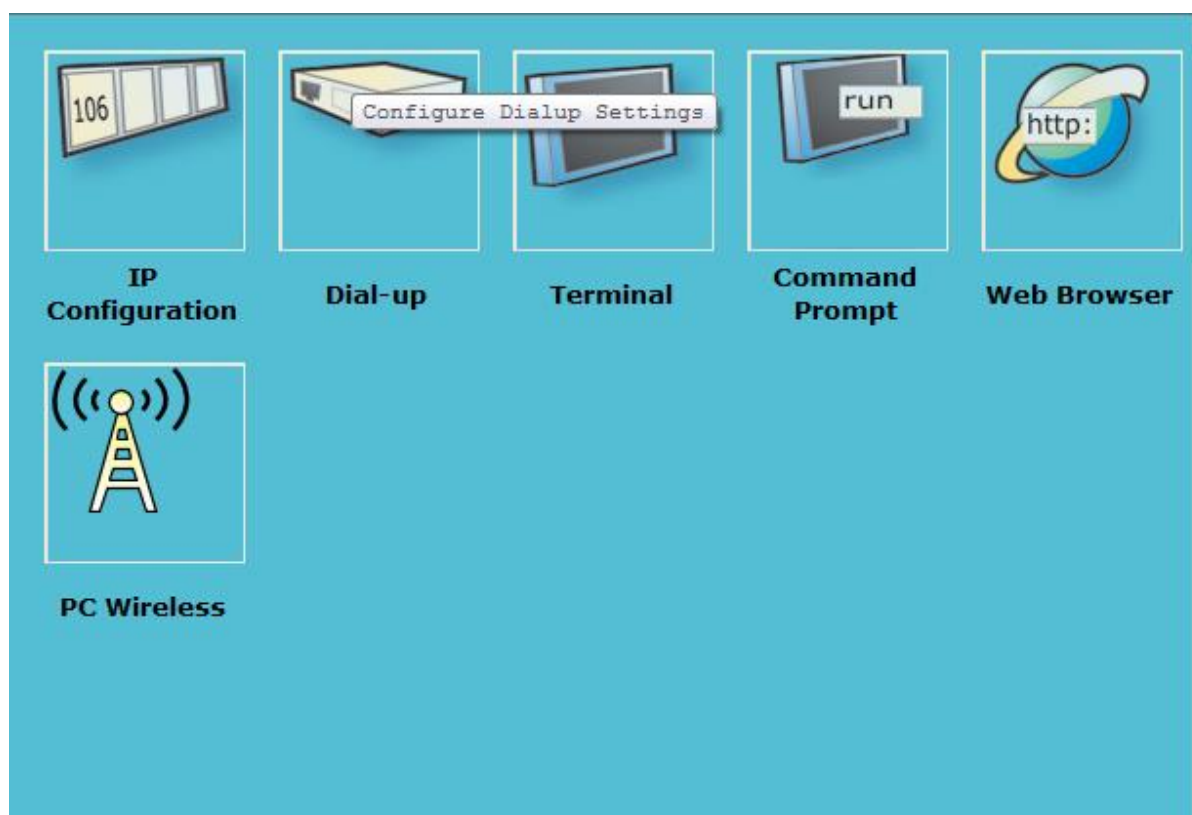 106
Configure Dialup Settings
run
http:
IP
Configuration
Dial-up
Terminal
Command
Prompt
Web Browser
PC Wireless